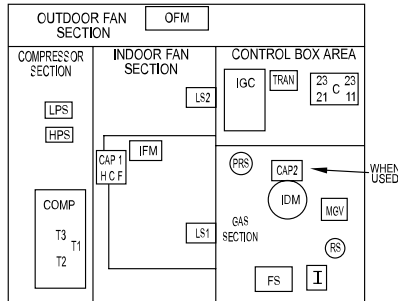 OUTDOOR FAN
SECTION
OFM
COMPRESSOR
SECTION
LPS
HPS
COMP
T3
T1
T2
INDOOR FAN
SECTION
LS2
CAP 1
H C F
IFM
LS1
CONTROL BOX AREA
IGC
TRAN
23 C 23
21 11
PRS
CAP2
WHEN
USED
IDM
MGV
GAS
SECTION
RS
FS
I